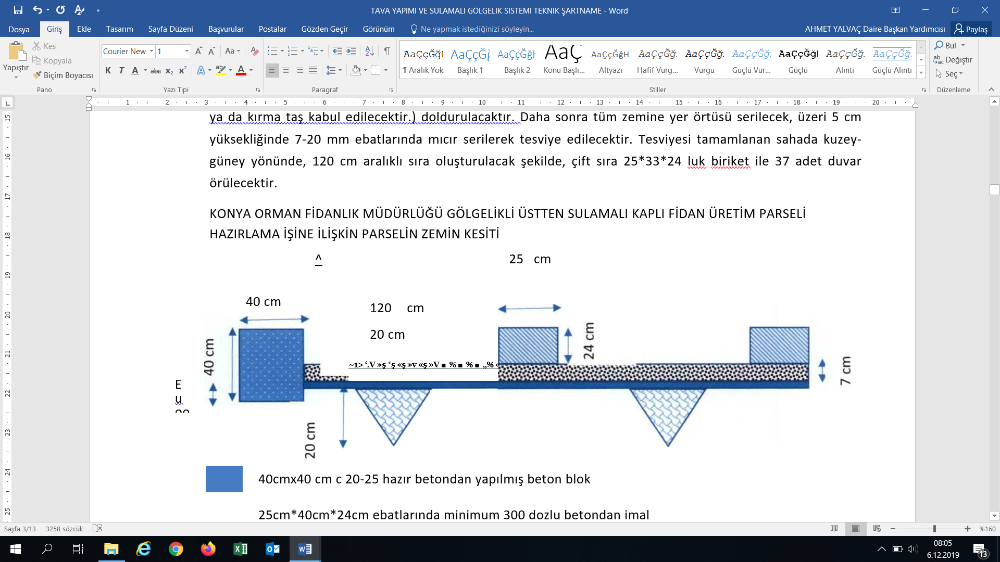 TAVA YAPIMI VE SULAMALI GÖLGELİK SİSTEMİ TEKNİK ŞARTNAME - Word
Dosya Giriş Ekle Tasarım Sayfa Düzeni Başvurular Postalar Gözden Geçir Görünüm Ne yapmak istediğinizi söyleyin... AHMET YALVAÇ Daire Başkan Yardımcısı Paylaş
Yapıştır
Kes
Kopyala
Biçim Boyacısı
Pano
Courier New 1
Aa
K T A abc x₂ x² A ab A
Yazı Tipi
Paragraf
AaÇçĞğI AaÇçĞğ AaÇçĞğH AaÇ AaÇçĞğH AaÇçĞğ. AaÇçĞğ. AaÇçĞğ. AaÇçĞğI AaÇçĞğ. AaÇçĞğ.
¶ Aralık Yok Başlık 1 Başlık 2 Konu Başlı... Altyazı Hafif Vurg... Vurgu Güçlü Vur... Güçlü Alıntı Güçlü Alıntı
Stiller
Bul
Değiştir
Seç
Düzenleme
1 2 3 4 5 6 7 8 9 10 11 12 13 14 15 16 17 18 19 20
15
16
17
18
19
20
21
22
23
24
25
ya da kırma taş kabul edilecektir.) doldurulacaktır. Daha sonra tüm zemine yer örtüsü serilecek, üzeri 5 cm
yüksekliğinde 7-20 mm ebatlarında mıcır serilerek tesviye edilecektir. Tesviyesi tamamlanan sahada kuzey-
güney yönünde, 120 cm aralıklı sıra oluşturulacak şekilde, çift sıra 25*33*24 luk biriket ile 37 adet duvar
örülecektir.
KONYA ORMAN FİDANLIK MÜDÜRLÜĞÜ GÖLGELİKLİ ÜSTTEN SULAMALI KAPLI FİDAN ÜRETİM PARSELİ
HAZIRLAMA İŞİNE İLİŞKİN PARSELİN ZEMİN KESİTİ
^ 25 cm
40 cm
120 cm
20 cm
40 cm
24 cm
~1> ‘.V »ş *ş «ş »v «ş »V ■ % ■ % ■ „% «
7 cm
E
u
20 cm
40cmx40 cm c 20-25 hazır betondan yapılmış beton blok
25cm*40cm*24cm ebatlarında minimum 300 dozlu betondan imal
Sayfa 3/13 3258 sözcük %160
08:05
6.12.2019
13